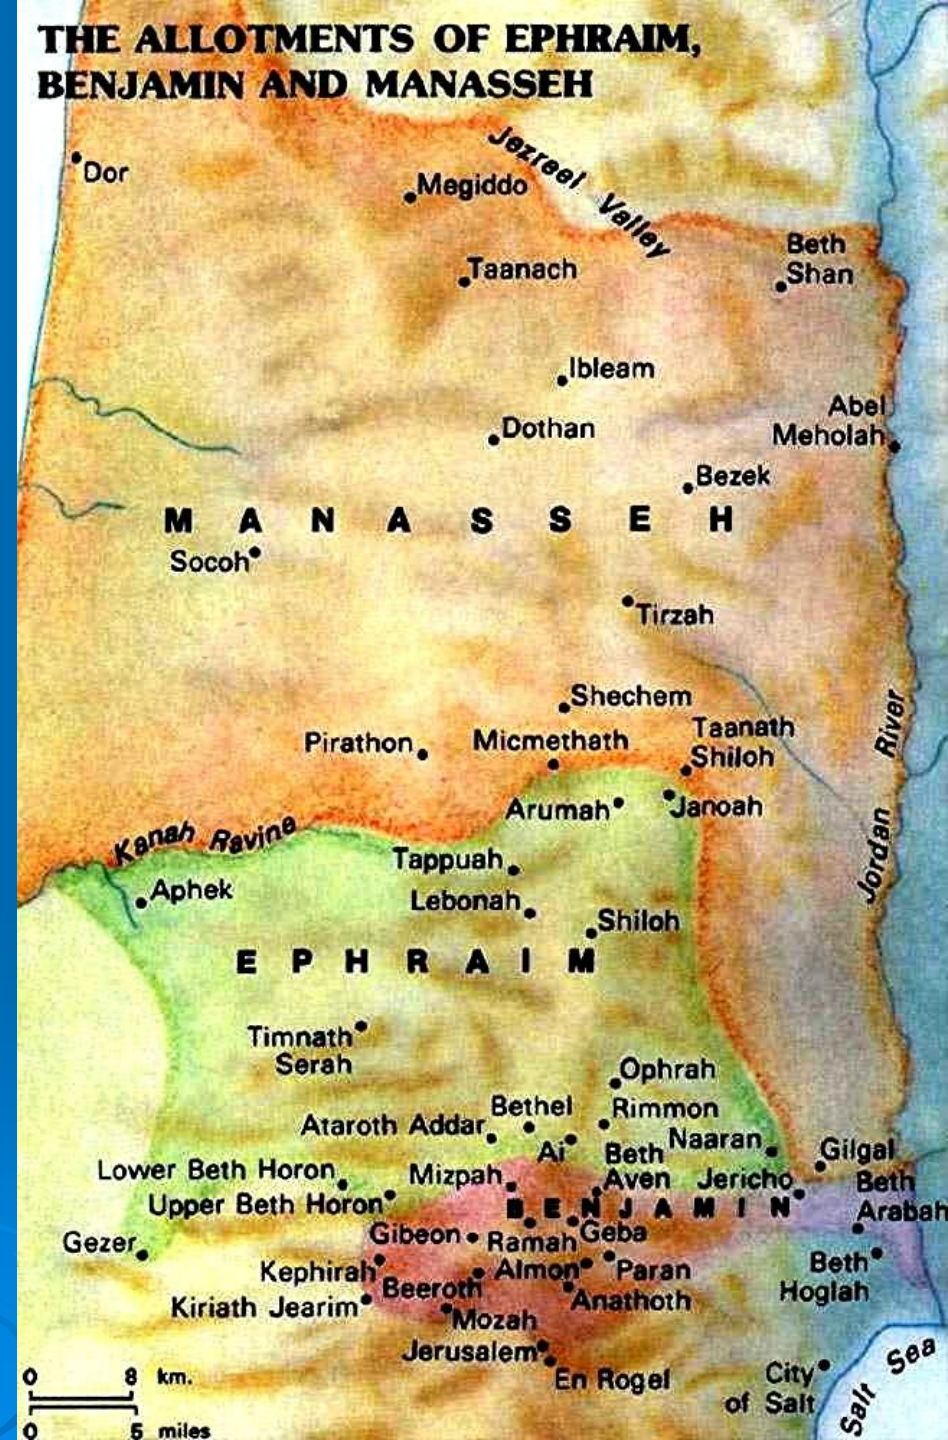 THE ALLOTMENTS OF EPHRAIM,
BENJAMIN AND MANASSEH
Jezreel Valley
Dor
Megiddo
Taanach
Beth
Shan
Ibleam
Abel
Meholah
Dothan
Bezek
MANASSEH
Socoh
Tirzah
Shechem
Pirathon
Micmethath
Taanath
Shiloh
Jordan River
Arumah
Janoah
Kanah Ravine
Tappuah
Aphek
Lebonah
Shiloh
EPHRAIM
Timnath
Serah
Ophrah
Bethel
Rimmon
Ataroth Addar
Ai
Beth
Aven
Naaran
Gilgal
Lower Beth Horon
Mizpah
Jericho
Beth
Arabah
Upper Beth Horon
BENJAMIN
Gibeon
Ramah
Geba
Gezer
Kephirah
Almon
Paran
Beth
Hoglah
Beeroth
Kiriath Jearim
Anathoth
Mozah
Jerusalem
En Rogel
City
of Salt
Salt Sea
0 8 km.
0 5 miles